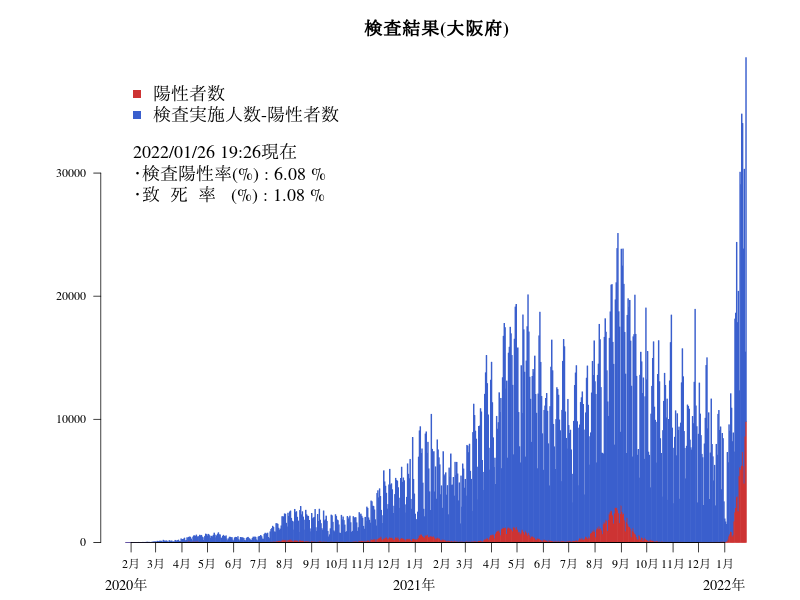 検査結果(大阪府)
陽性者数
検査実施人数-陽性者数
2022/01/26 19:26現在
・検査陽性率(%) : 6.08 %
・致 死 率 (%) : 1.08 %
30000
20000
10000
0
2月 3月 4月 5月 6月 7月 8月 9月 10月 11月 12月 1月 2月 3月 4月 5月 6月 7月 8月 9月 10月 11月 12月 1月
2020年 2021年 2022年